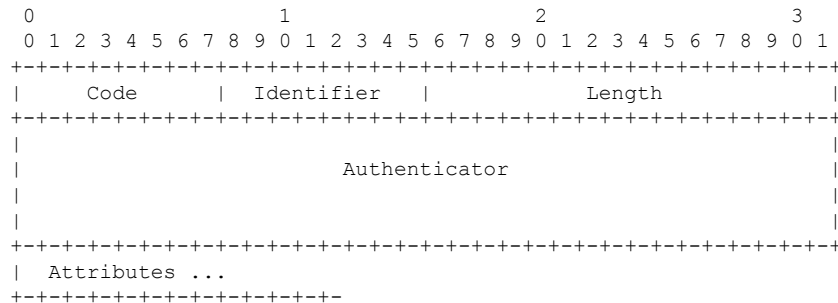 0                   1                   2                   3
 0 1 2 3 4 5 6 7 8 9 0 1 2 3 4 5 6 7 8 9 0 1 2 3 4 5 6 7 8 9 0 1
+-+-+-+-+-+-+-+-+-+-+-+-+-+-+-+-+-+-+-+-+-+-+-+-+-+-+-+-+-+-+-+-+
|     Code      |  Identifier   |            Length             |
+-+-+-+-+-+-+-+-+-+-+-+-+-+-+-+-+-+-+-+-+-+-+-+-+-+-+-+-+-+-+-+-+
|                                                               |
|                         Authenticator                         |
|                                                               |
|                                                               |
+-+-+-+-+-+-+-+-+-+-+-+-+-+-+-+-+-+-+-+-+-+-+-+-+-+-+-+-+-+-+-+-+
|  Attributes ...
+-+-+-+-+-+-+-+-+-+-+-+-+-